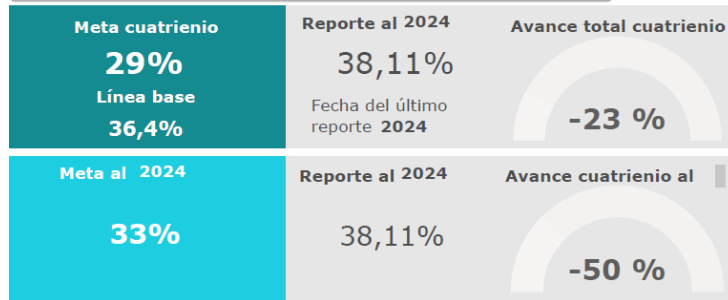 Meta cuatrienio
29%
Línea base
36,4%
Reporte al 2024
38,11%
Fecha del último
reporte 2024
Avance total cuatrienio
-23 %
Meta al 2024
33%
Reporte al 2024
38,11%
Avance cuatrienio al
-50 %